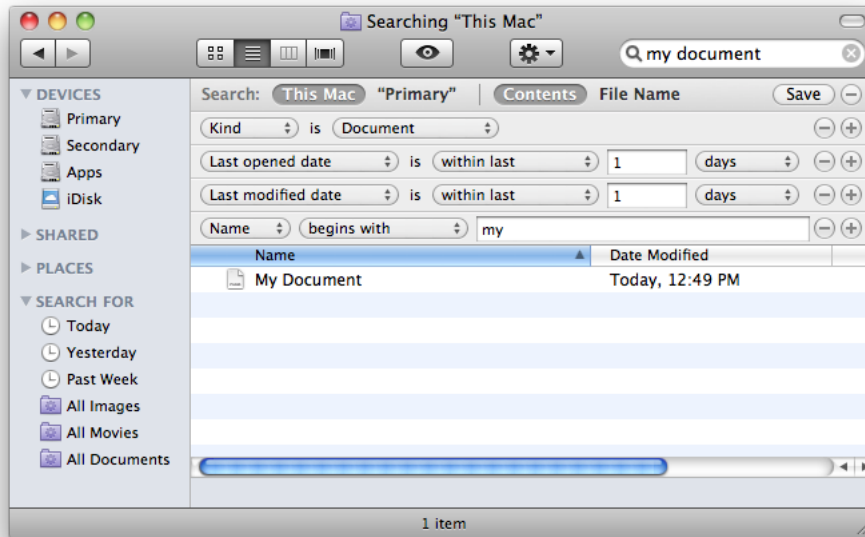 Searching “This Mac”
my document
DEVICES
Primary
Secondary
Apps
iDisk
SHARED
PLACES
SEARCH FOR
Today
Yesterday
Past Week
All Images
All Movies
All Documents
Search: This Mac “Primary” Contents File Name Save
Kind is Document
Last opened date is within last 1 days
Last modified date is within last 1 days
Name begins with my
Name Date Modified
My Document Today, 12:49 PM
1 item